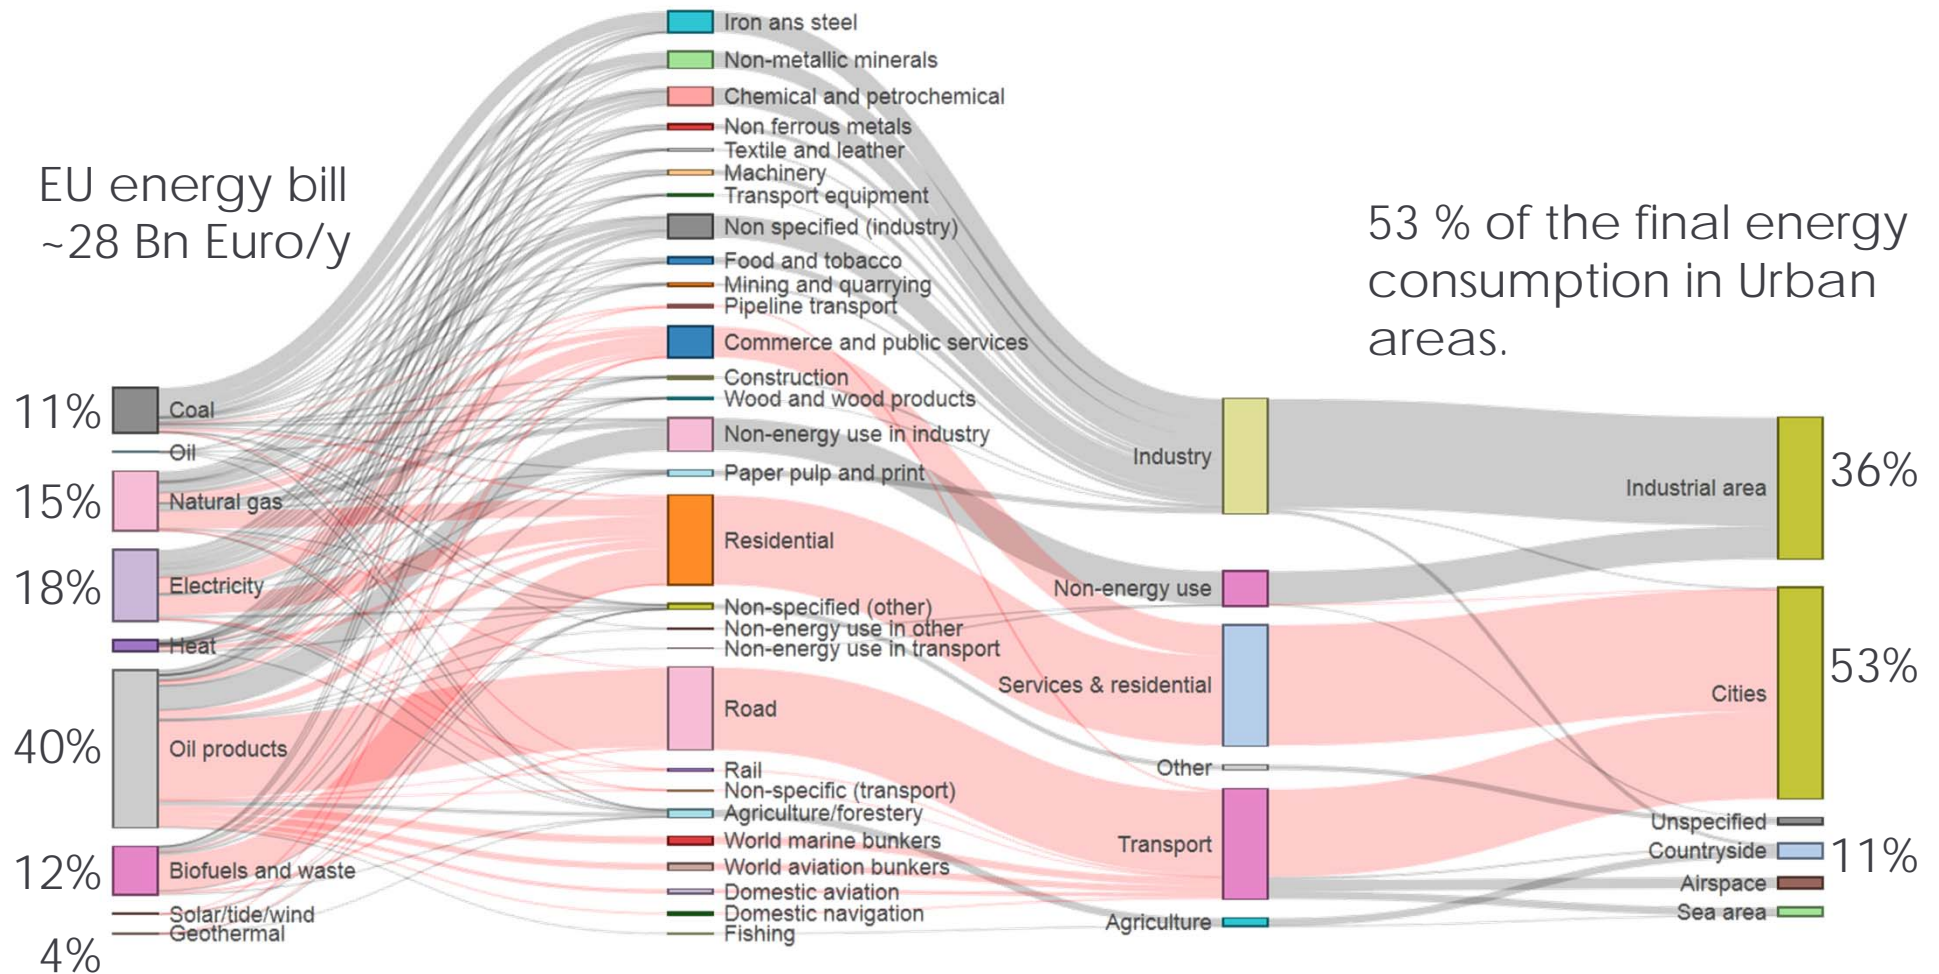 EU energy bill
~28 Bn Euro/y
11%
15%
18%
40%
12%
4%
Coal
Oil
Natural gas
Electricity
Heat
Oil products
Biofuels and waste
Solar/tide/wind
Geothermal
Iron ans steel
Non-metallic minerals
Chemical and petrochemical
Non ferrous metals
Textile and leather
Machinery
Transport equipment
Non specified (industry)
Food and tobacco
Mining and quarrying
Pipeline transport
Commerce and public services
Construction
Wood and wood products
Non-energy use in industry
Paper pulp and print
Residential
Non-specified (other)
Non-energy use in other
Non-energy use in transport
Road
Rail
Non-specific (transport)
Agriculture/forestery
World marine bunkers
World aviation bunkers
Domestic aviation
Domestic navigation
Fishing
Industry
Non-energy use
Services & residential
Other
Transport
Agriculture
53 % of the final energy
consumption in Urban
areas.
Industrial area
Cities
Unspecified
Countryside
Airspace
Sea area
36%
53%
11%